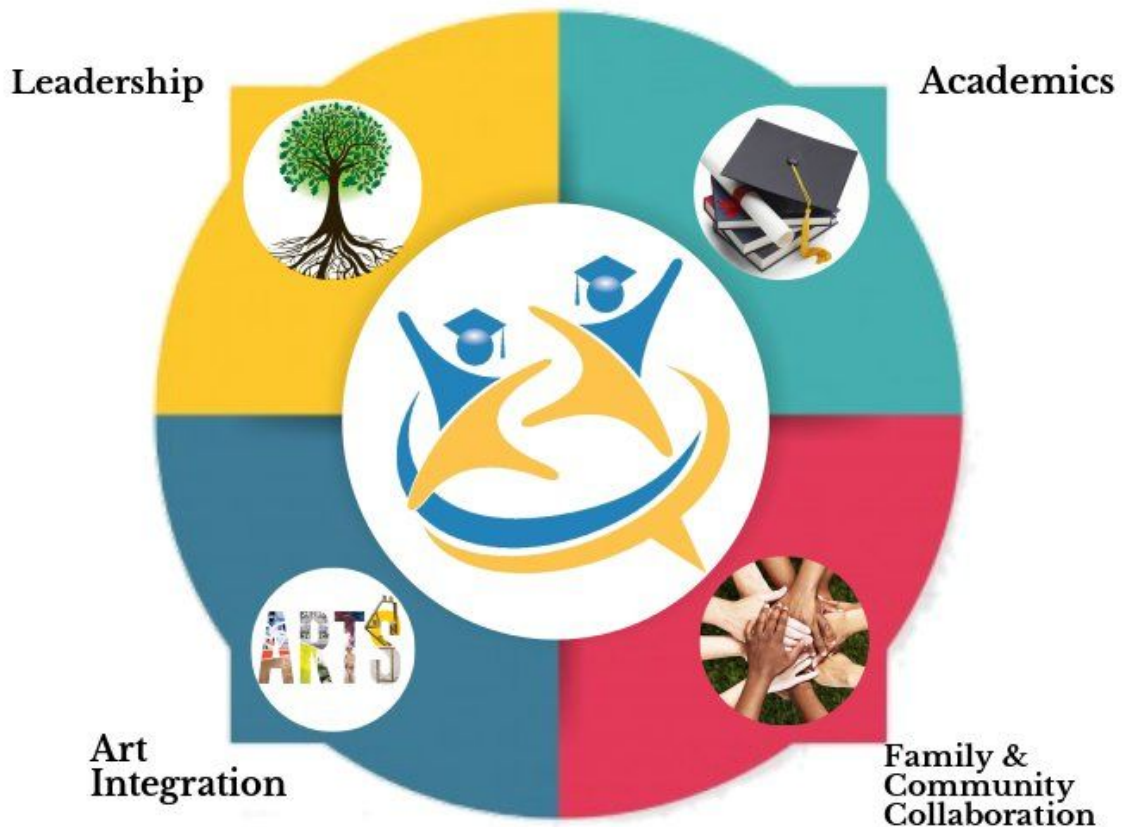 Leadership
Academics
ARTS
Art
Integration
Family &
Community
Collaboration